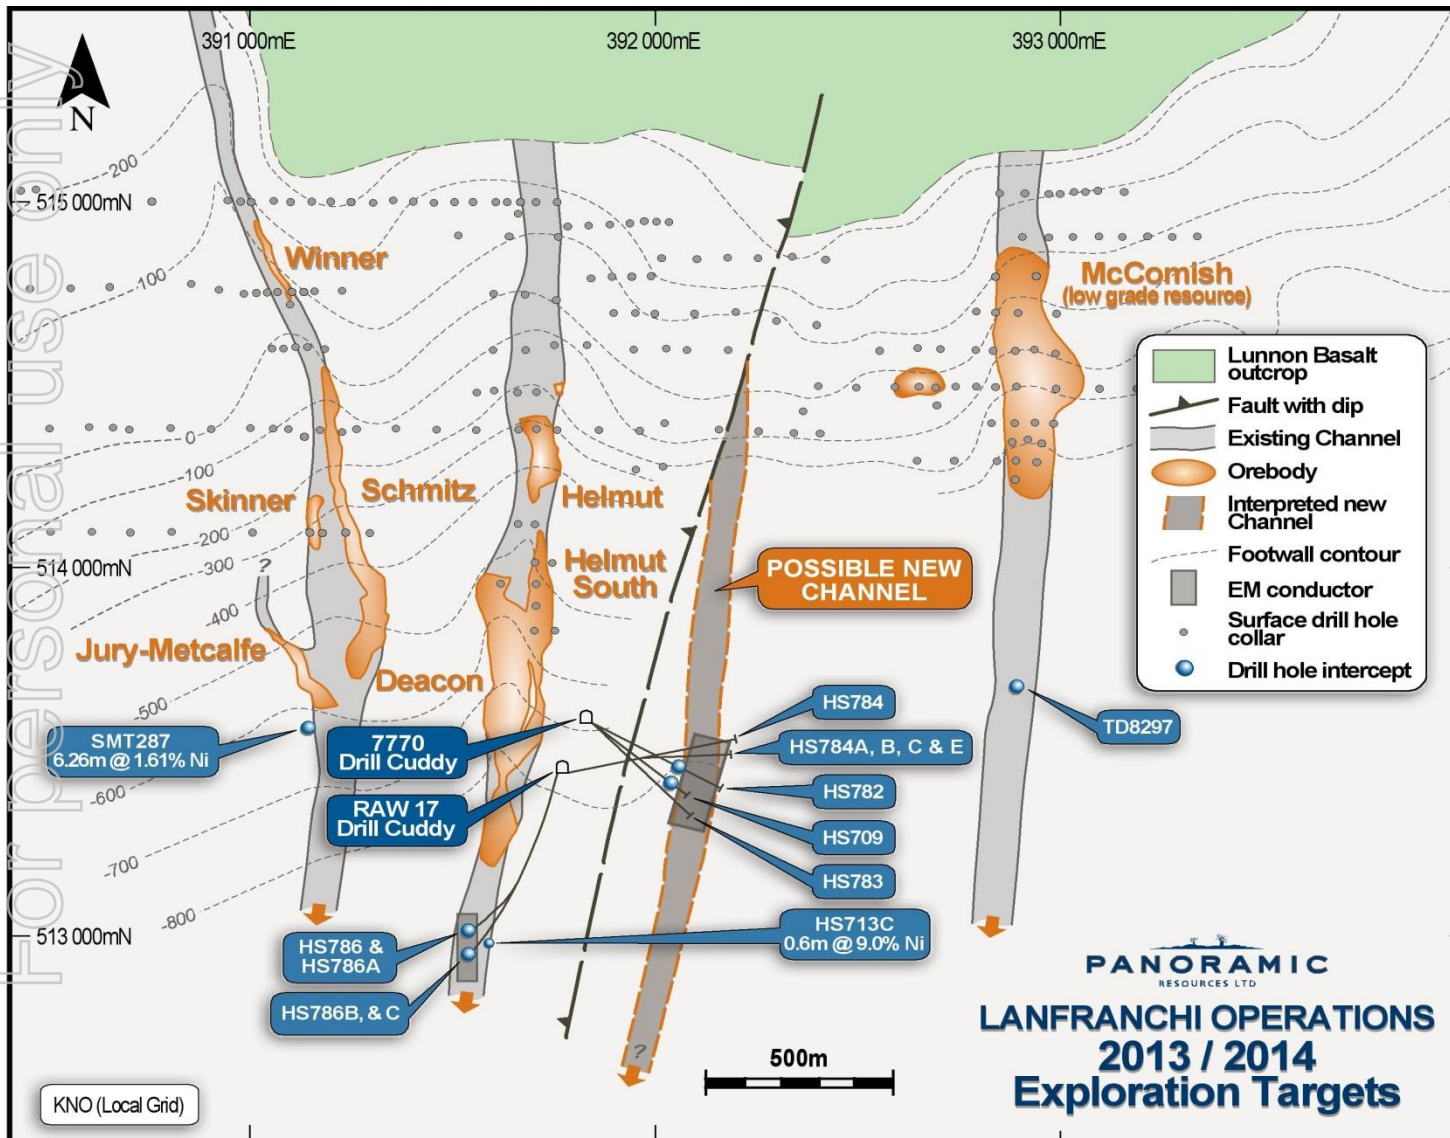 For personal use only
391 000mE
392 000mE
393 000mE
N
200
515 000mN
Winner
100
McComish
(low grade resource)
Lunnon Basalt
outcrop
Fault with dip
Existing Channel
Orebody
Interpreted new
Channel
Footwall contour
EM conductor
Surface drill hole
collar
Drill hole intercept
0
-100
Skinner
Schmitz
Helmut
-200
-300
?
514 000mN
Helmut
South
POSSIBLE NEW
CHANNEL
-400
Jury-Metcalfe
Deacon
-500
SMT287
6.26m @ 1.61% Ni
7770
Drill Cuddy
RAW 17
Drill Cuddy
HS784
HS784A, B, C & E
HS782
HS709
HS783
TD8297
-600
-700
-800
513 000mN
HS786 &
HS786A
HS786B, & C
HS713C
0.6m @ 9.0% Ni
?
500m
PANORAMIC
RESOURCES LTD
LANFRANCHI OPERATIONS
2013 / 2014
Exploration Targets
KNO (Local Grid)